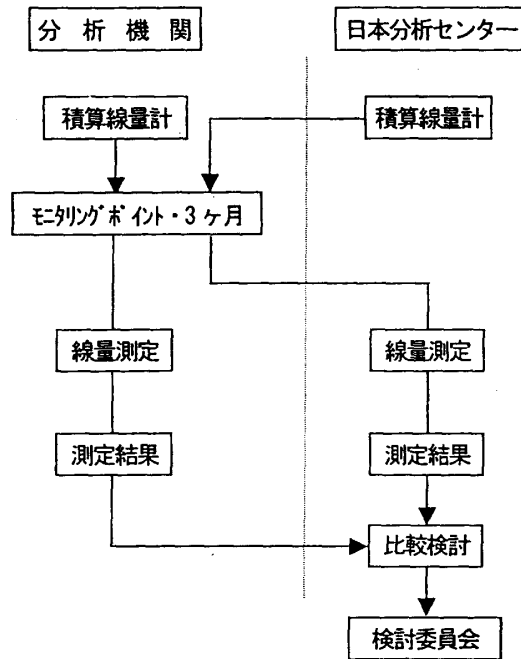 分析機関
日本分析センター
積算線量計
積算線量計
ﾓﾆﾀﾘﾝｸﾞﾎﾟｲﾝﾄ・3ヶ月
線量測定
線量測定
測定結果
測定結果
比較検討
検討委員会